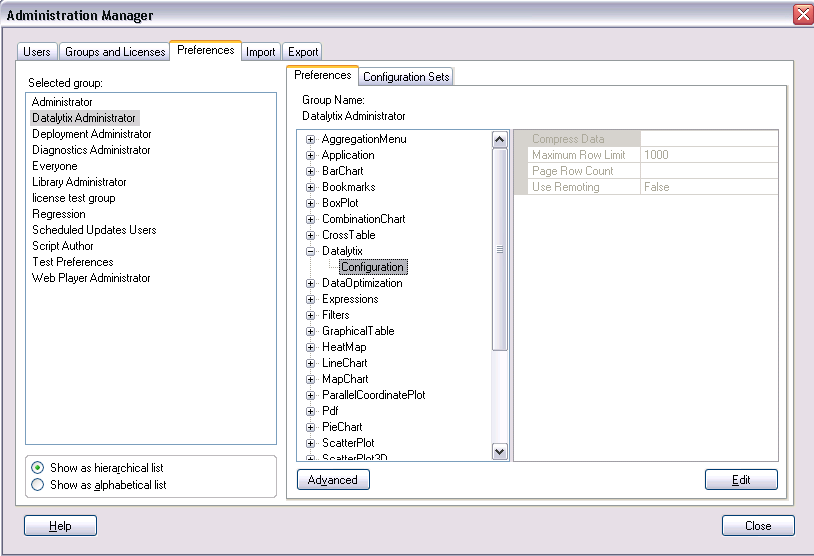 Administration Manager
Users Groups and Licenses Preferences Import Export
Selected group:
Administrator
Datalytix Administrator
Deployment Administrator
Diagnostics Administrator
Everyone
Library Administrator
license test group
Regression
Scheduled Updates Users
Script Author
Test Preferences
Web Player Administrator
Show as hierarchical list
Show as alphabetical list
Preferences Configuration Sets
Group Name:
Datalytix Administrator
AggregationMenu
Application
BarChart
Bookmarks
BoxPlot
CombinationChart
CrossTable
Datalytix
Configuration
DataOptimization
Expressions
Filters
GraphicalTable
HeatMap
LineChart
MapChart
ParallelCoordinatePlot
Pdf
PieChart
ScatterPlot
ScatterPlot3D
Compress Data
Maximum Row Limit 1000
Page Row Count
Use Remoting False
Advanced Edit
Help Close